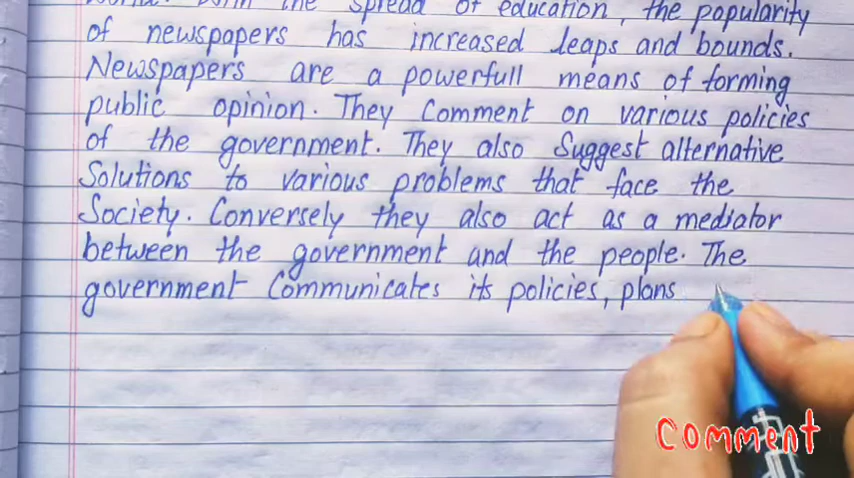 the spread of education, the popularity
of newspapers has increased leaps and bounds.
Newspapers are a powerfull means of forming
public opinion. They Comment on various policies
of the government. They also Suggest alternative
Solutions to various problems that face the
Society. Conversely they also act as a mediator
between the government and the people. The
government Communicates its policies, plans
Comment